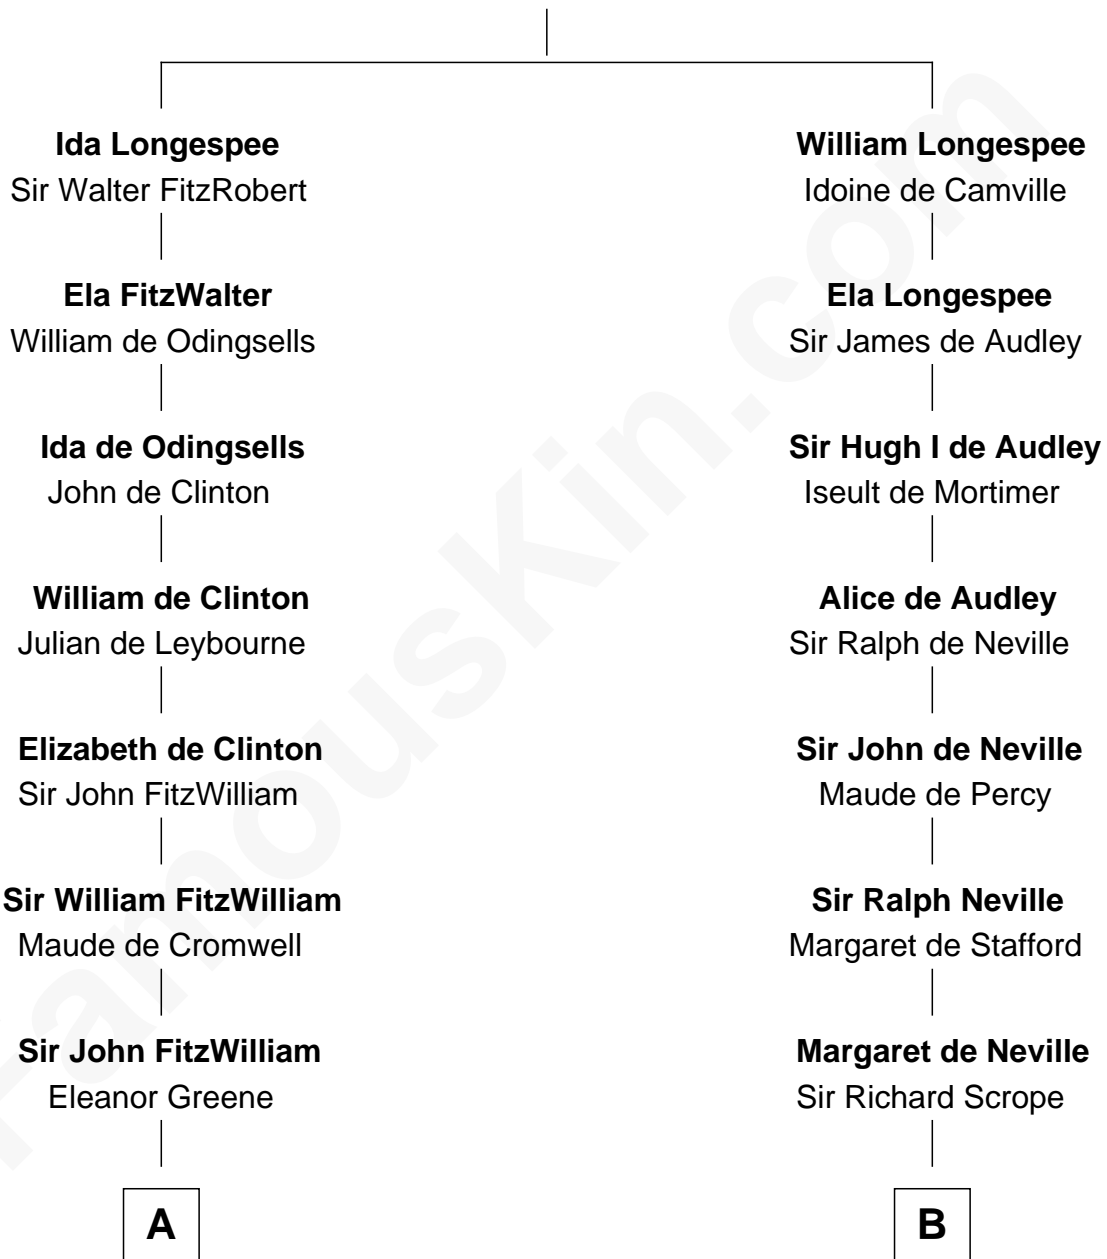 Ida Longespee
Sir Walter FitzRobert
Ela FitzWalter
William de Odingsells
Ida de Odingsells
John de Clinton
William de Clinton
Julian de Leybourne
Elizabeth de Clinton
Sir John FitzWilliam
Sir William FitzWilliam
Maude de Cromwell
Sir John FitzWilliam
Eleanor Greene
A
William Longespee
Idoine de Camville
Ela Longespee
Sir James de Audley
Sir Hugh I de Audley
Iseult de Mortimer
Alice de Audley
Sir Ralph de Neville
Sir John de Neville
Maude de Percy
Sir Ralph Neville
Margaret de Stafford
Margaret de Neville
Sir Richard Scrope
B
FamousKin.com